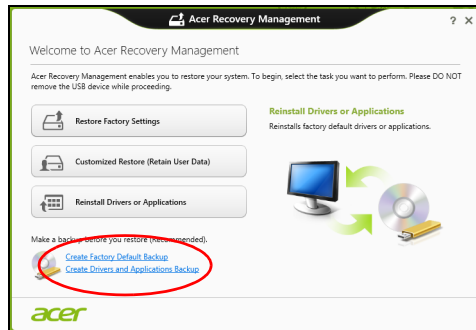 Acer Recovery Management
? X
Welcome to Acer Recovery Management
Acer Recovery Management enables you to restore your system. To begin, select the task you want to perform. Please DO NOT
remove the USB device while proceeding.
Restore Factory Settings
Customized Restore (Retain User Data)
Reinstall Drivers or Applications
Reinstall Drivers or Applications
Reinstalls factory default drivers or applications.
Make a backup before you restore (Recommended).
Create Factory Default Backup
Create Drivers and Applications Backup
acer